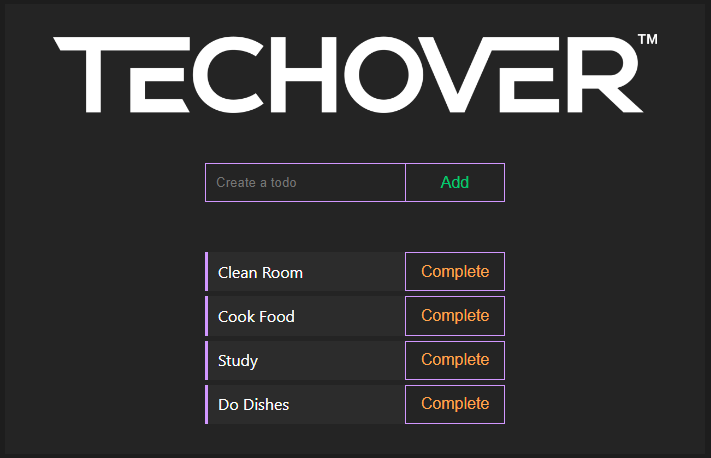 TECHOVER™
Create a todo
Add
Clean Room
Complete
Cook Food
Complete
Study
Complete
Do Dishes
Complete